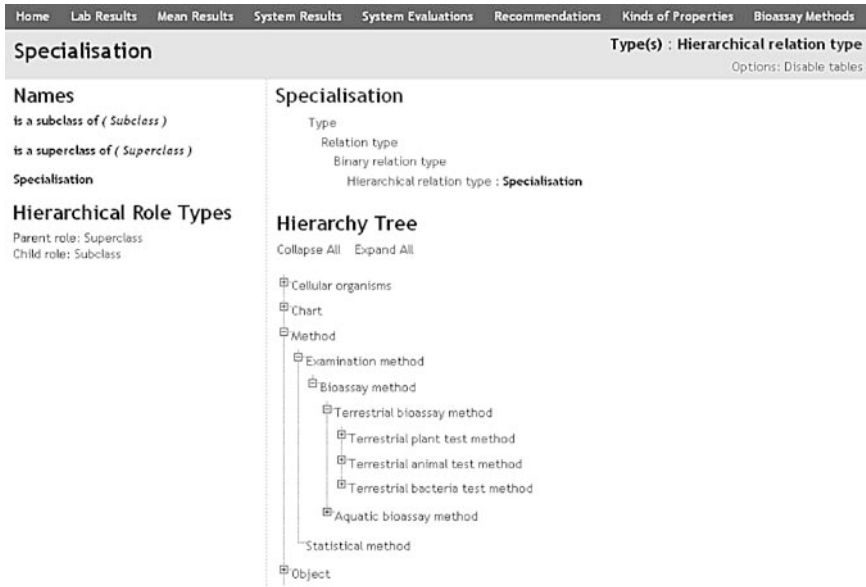 Home Lab Results Mean Results System Results System Evaluations Recommendations Kinds of Properties Bioassay Methods
Specialisation
Type(s) : Hierarchical relation type
Options: Disable tables
Names
is a subclass of ( Subclass )
is a superclass of ( Superclass )
Specialisation
Hierarchical Role Types
Parent role: Superclass
Child role: Subclass
Specialisation
Type
Relation type
Binary relation type
Hierarchical relation type : Specialisation
Hierarchy Tree
Collapse All Expand All
Cellular organisms
Chart
Method
Examination method
Bioassay method
Terrestrial bioassay method
Terrestrial plant test method
Terrestrial animal test method
Terrestrial bacteria test method
Aquatic bioassay method
Statistical method
Object